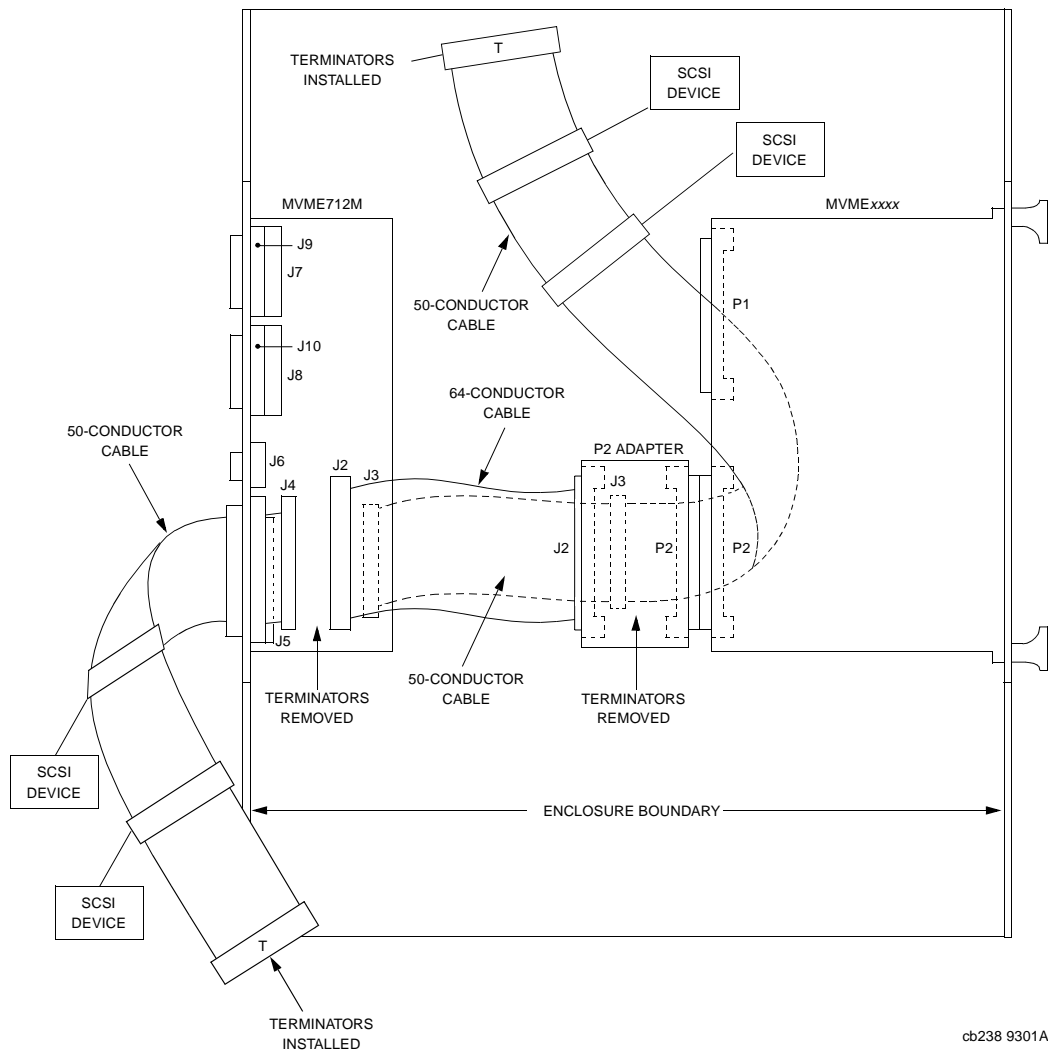 T
TERMINATORS
INSTALLED
SCSI
DEVICE
SCSI
DEVICE
MVME712M
MVMExxxx
J9
J7
50-CONDUCTOR
CABLE
P1
J10
J8
64-CONDUCTOR
CABLE
50-CONDUCTOR
CABLE
P2 ADAPTER
J6
J2
J3
J4
J3
J2
P2
P2
J5
TERMINATORS
REMOVED
50-CONDUCTOR
CABLE
TERMINATORS
REMOVED
SCSI
DEVICE
ENCLOSURE BOUNDARY
SCSI
DEVICE
T
TERMINATORS
INSTALLED
cb238 9301A